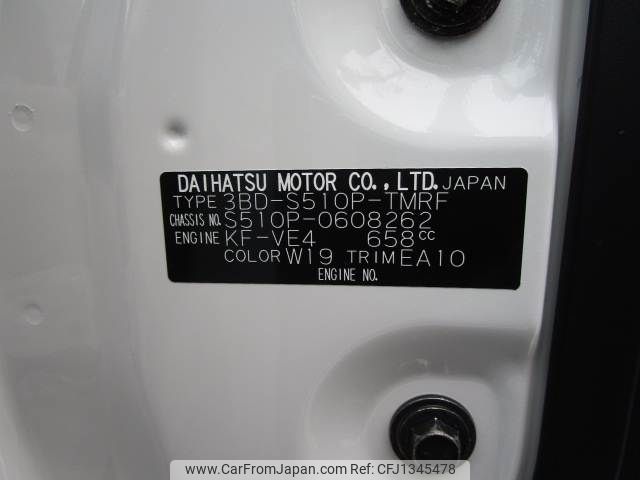 DAIHATSU MOTOR CO., LTD. JAPAN
TYPE 3BD-S510P-TMRF
CHASSIS NO. S510P-0608262
ENGINE KF-VE4 658cc
COLOR W19 TRIM EA10
ENGINE NO.
www.CarFromJapan.com | CFJ1345478